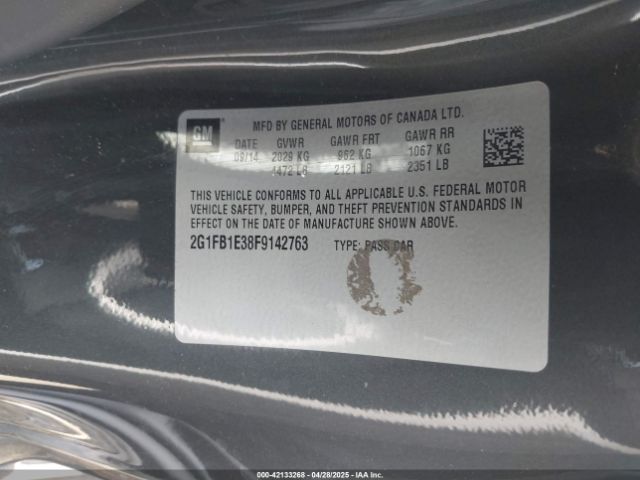 GM
MFD BY GENERAL MOTORS OF CANADA LTD.
DATE GVWR GAWR FRT GAWR RR
09/14 2029 KG 962 KG 1067 KG
4472 LB 2121 LB 2351 LB
THIS VEHICLE CONFORMS TO ALL APPLICABLE U.S. FEDERAL MOTOR
VEHICLE SAFETY, BUMPER, AND THEFT PREVENTION STANDARDS IN
EFFECT ON THE DATE OF MANUFACTURE SHOWN ABOVE.
2G1FB1E38F9142763 TYPE: PASS CAR
000-42133268 | 04/28/2025 - IAA Inc.